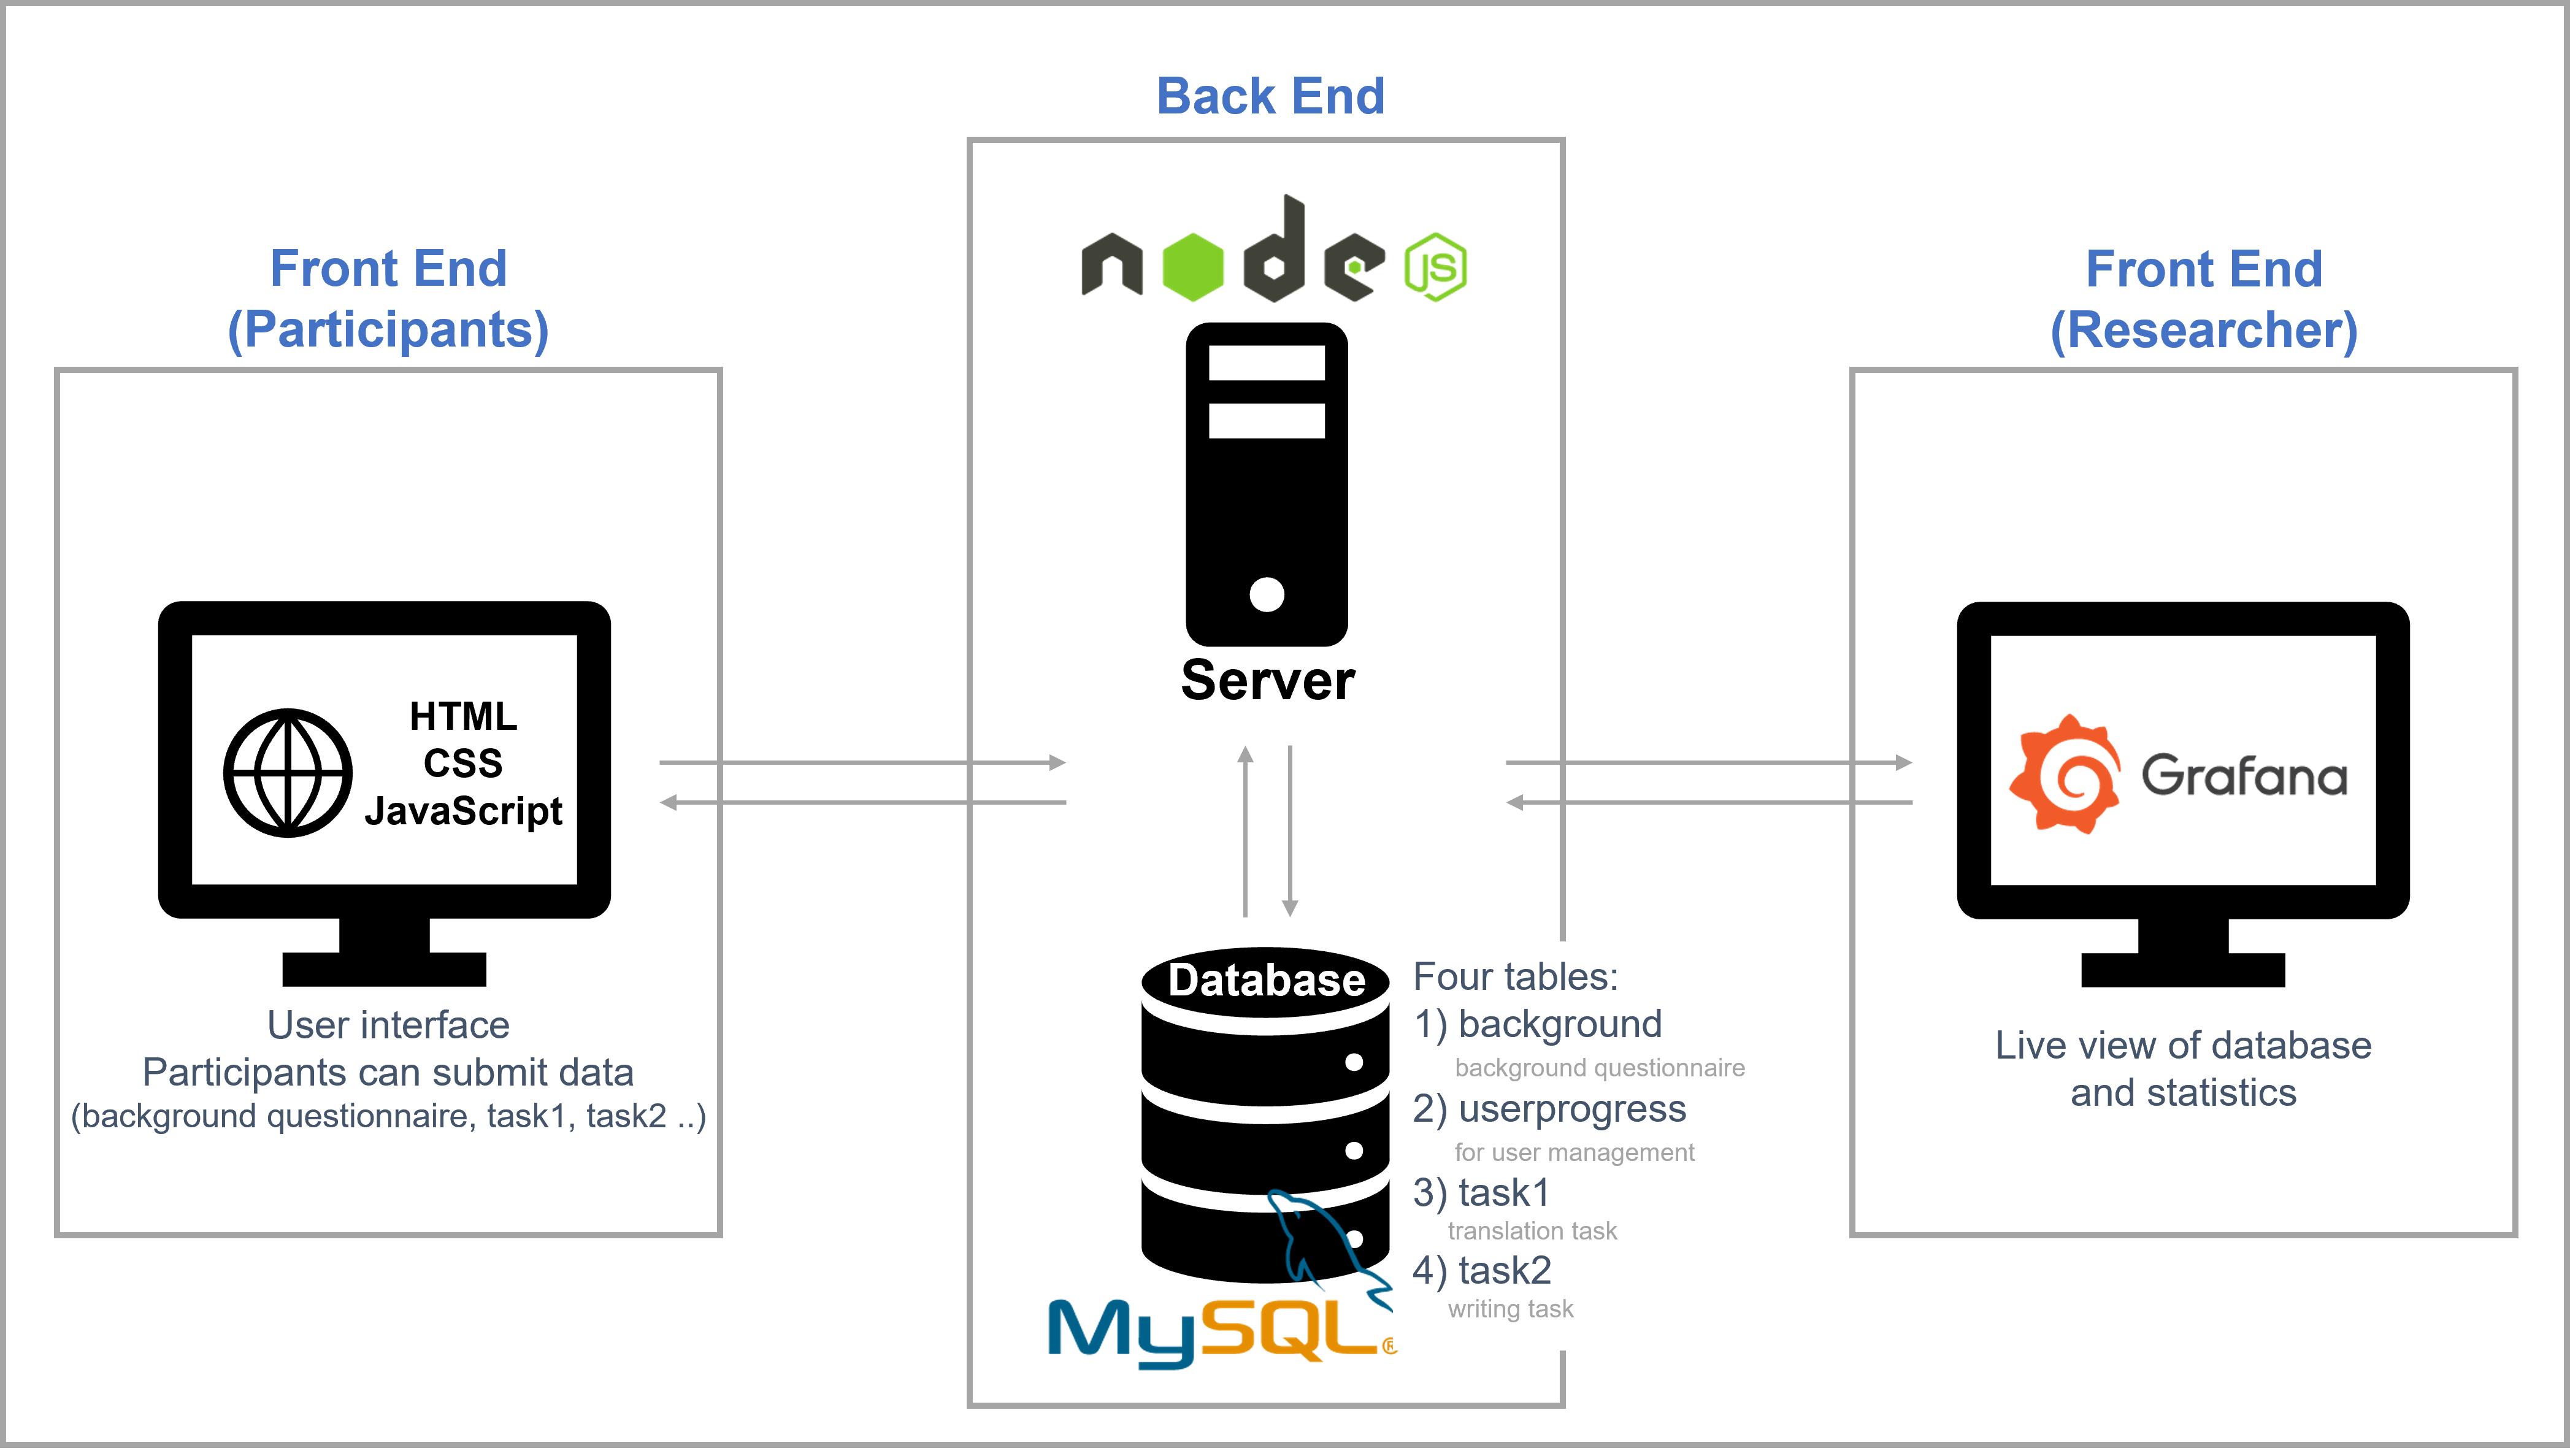 Front End
(Participants)
HTML
CSS
JavaScript
User interface
Participants can submit data
(background questionnaire, task1, task2 ..)
Back End
node JS
Server
Database
MySQL®
Four tables:
1) background
background questionnaire
2) userprogress
for user management
3) task1
translation task
4) task2
writing task
Front End
(Researcher)
Grafana
Live view of database
and statistics